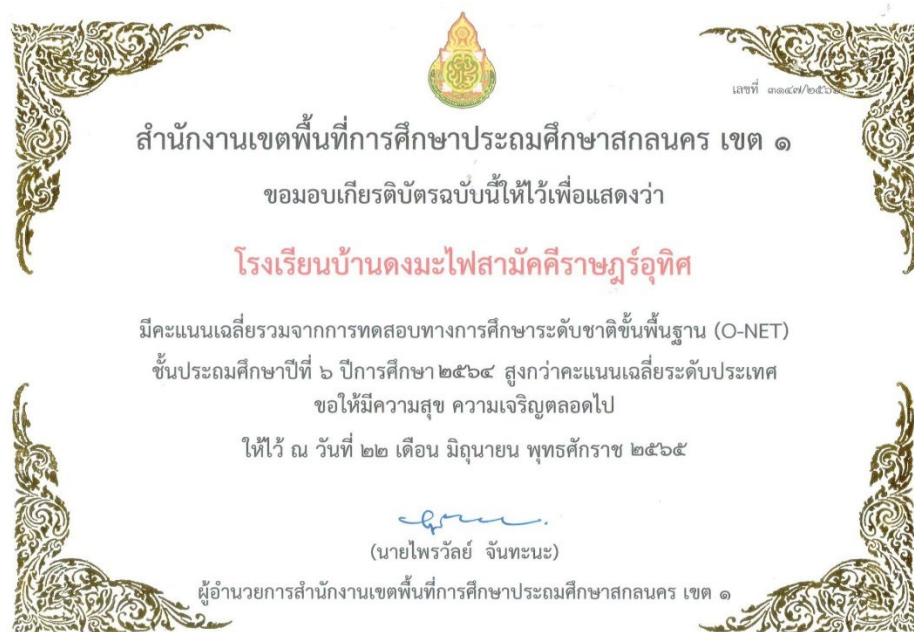 เลขที่ ๓๑๔๗/๒๕๖๕
สำนักงานเขตพื้นที่การศึกษาประถมศึกษาสกลนคร เขต ๑
ขอมอบเกียรติบัตรฉบับนี้ให้ไว้เพื่อแสดงว่า
โรงเรียนบ้านดงมะไฟสามัคคีราษฎร์อุทิศ
มีคะแนนเฉลี่ยรวมจากการทดสอบทางการศึกษาระดับชาติขั้นพื้นฐาน (O-NET)
ชั้นประถมศึกษาปีที่ ๖ ปีการศึกษา ๒๕๖๔ สูงกว่าคะแนนเฉลี่ยระดับประเทศ
ขอให้มีความสุข ความเจริญตลอดไป
ให้ไว้ ณ วันที่ ๒๒ เดือน มิถุนายน พุทธศักราช ๒๕๖๕
(นายไพรวัลย์ จันทะนะ)
ผู้อำนวยการสำนักงานเขตพื้นที่การศึกษาประถมศึกษาสกลนคร เขต ๑